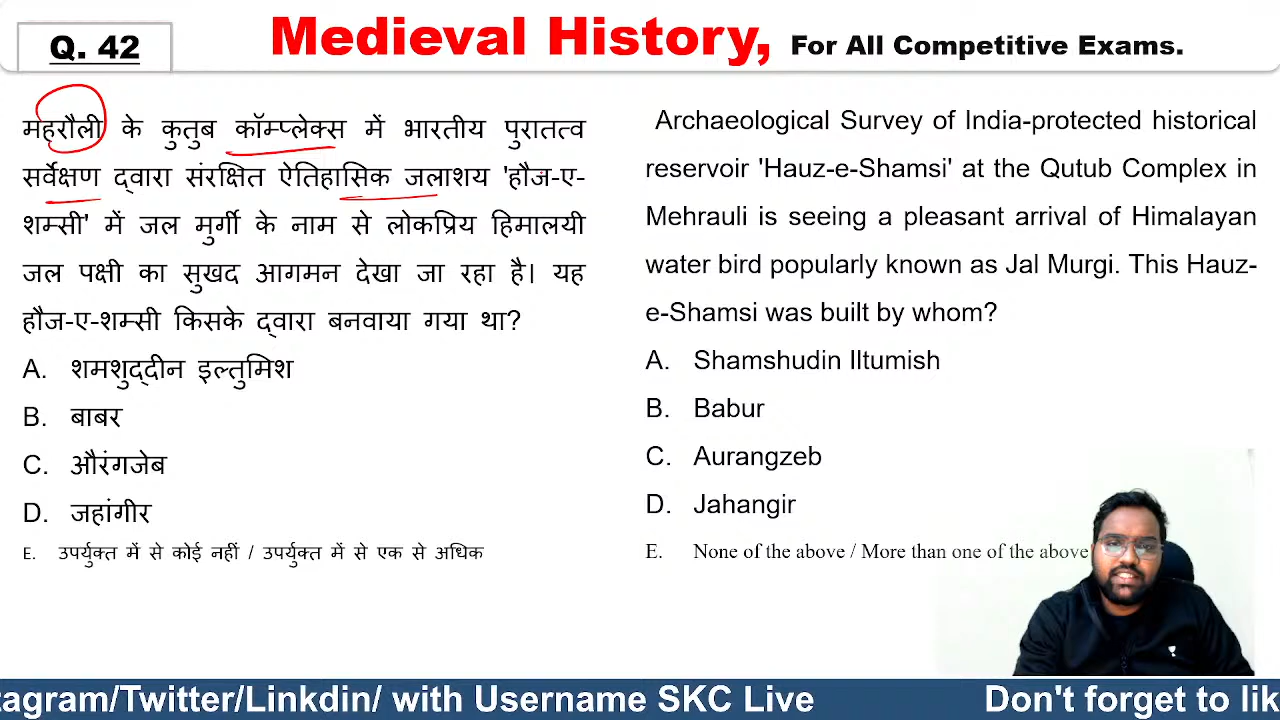 Q. 42
Medieval History, For All Competitive Exams.
महरौली के कुतुब कॉम्प्लेक्स में भारतीय पुरातत्व
सर्वेक्षण द्वारा संरक्षित ऐतिहासिक जलाशय 'हौज-ए-
शम्सी' में जल मुर्गी के नाम से लोकप्रिय हिमालयी
जल पक्षी का सुखद आगमन देखा जा रहा है। यह
हौज-ए-शम्सी किसके द्वारा बनवाया गया था?
A. शमशुद्दीन इल्तुमिश
B. बाबर
C. औरंगजेब
D. जहांगीर
E. उपर्युक्त में से कोई नहीं / उपर्युक्त में से एक से अधिक
Archaeological Survey of India-protected historical
reservoir 'Hauz-e-Shamsi' at the Qutub Complex in
Mehrauli is seeing a pleasant arrival of Himalayan
water bird popularly known as Jal Murgi. This Hauz-
e-Shamsi was built by whom?
A. Shamshudin Iltumish
B. Babur
C. Aurangzeb
D. Jahangir
E. None of the above / More than one of the above
tagram/Twitter/Linkdin/ with Username SKC Live Don't forget to lik